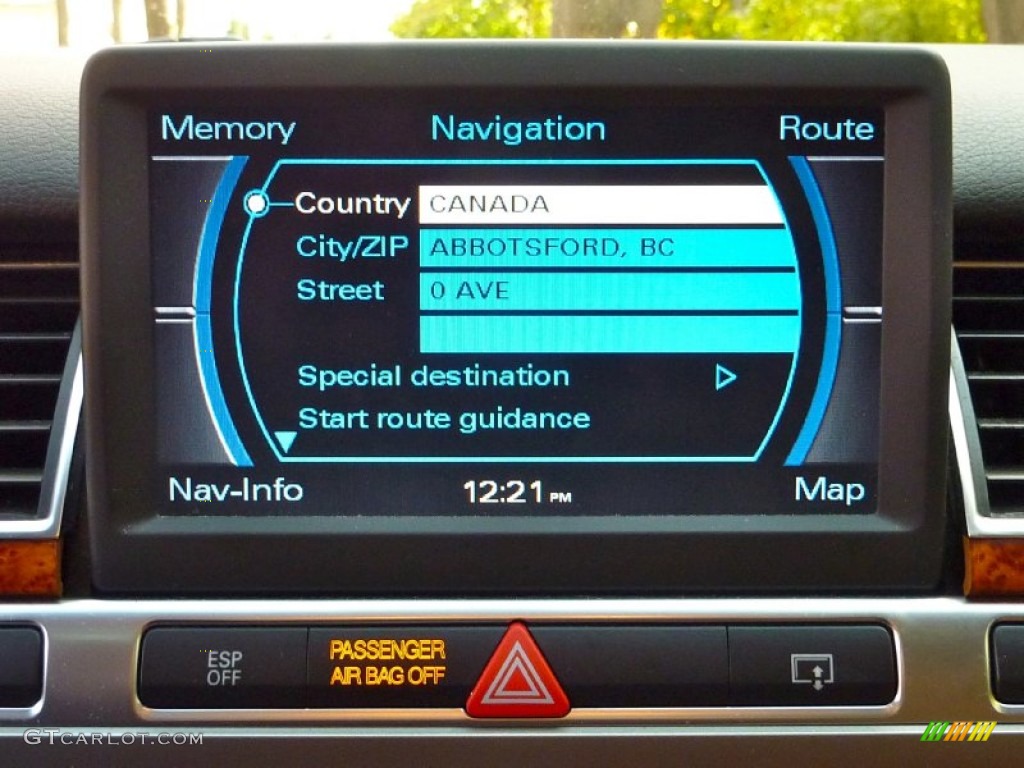 Memory Navigation Route
Country CANADA
City/ZIP ABBOTSFORD, BC
Street 0 AVE
Special destination
Start route guidance
Nav-Info 12:21 PM Map
ESP
OFF
PASSENGER
AIR BAG OFF
GTCARLOT.COM